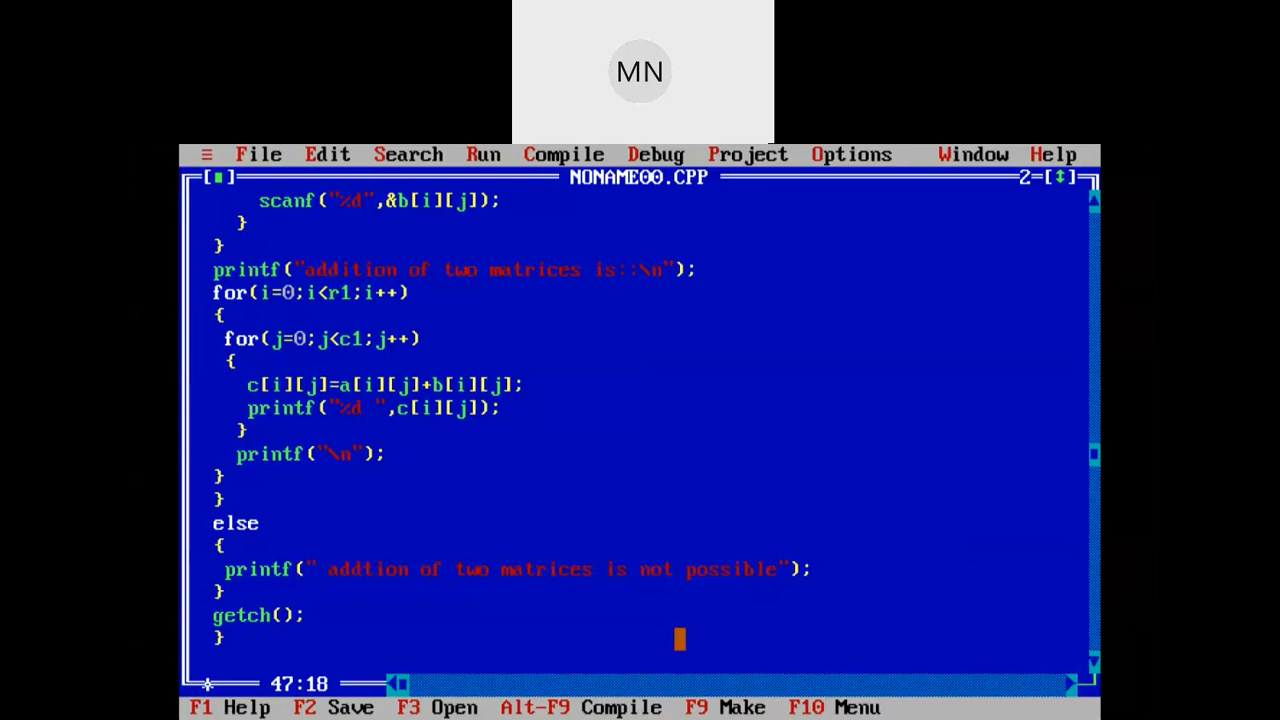 MN
≡ File Edit Search Run Compile Debug Project Options Window Help
[■] NONAME00.CPP 2=[↕]
scanf("%d",&b[i][j]);
}
}
printf("addition of two matrices is::\n");
for(i=0;i<r1;i++)
{
for(j=0;j<c1;j++)
{
c[i][j]=a[i][j]+b[i][j];
printf("%d ",c[i][j]);
}
printf("\n");
}
}
else
{
printf(" addtion of two matrices is not possible");
}
getch();
}
47:18
F1 Help F2 Save F3 Open Alt-F9 Compile F9 Make F10 Menu